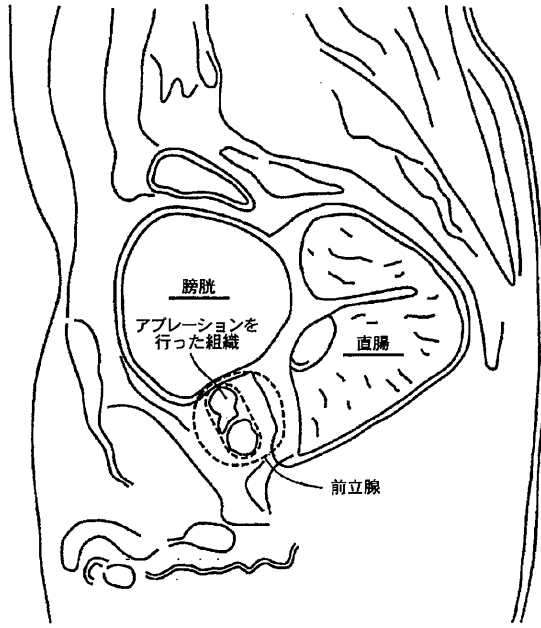 膀胱
アブレーションを
行った組織
直腸
前立腺